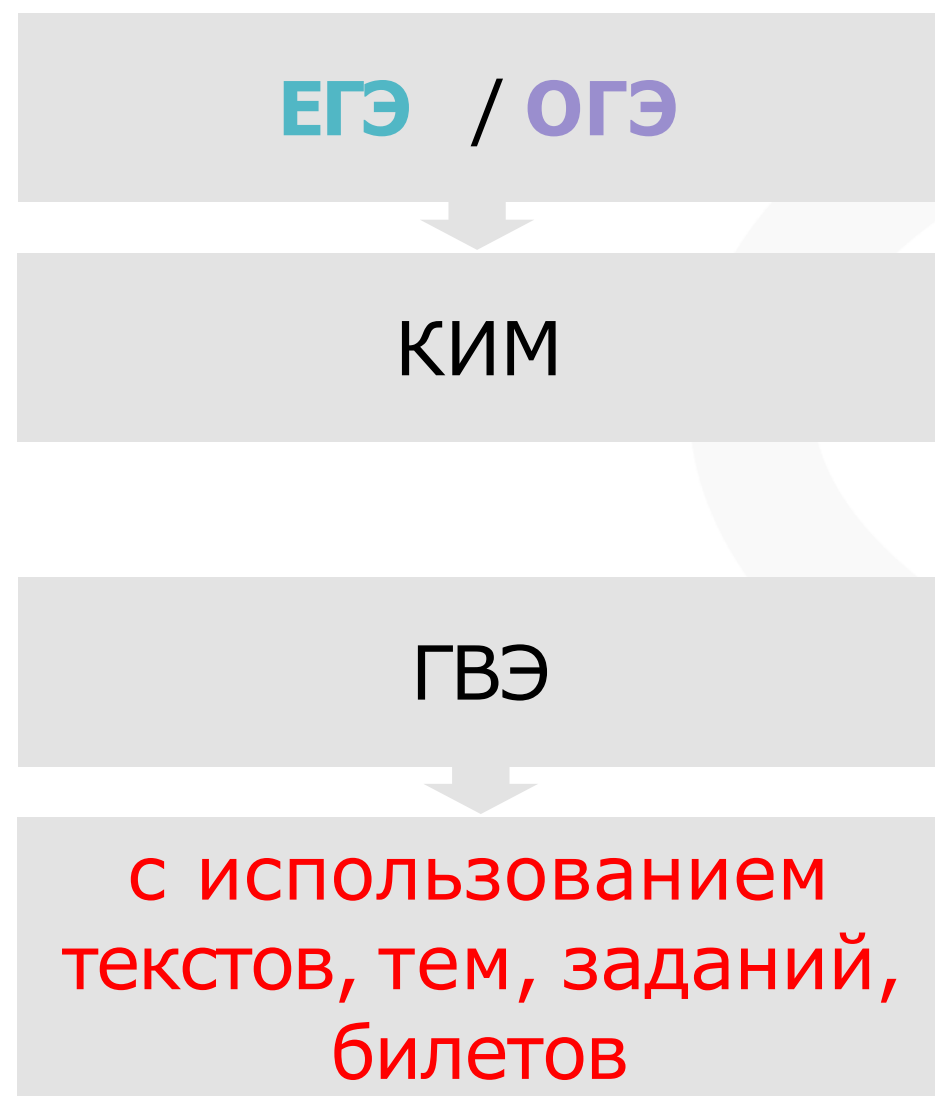 ЕГЭ / ОГЭ
КИМ
ГВЭ
с использованием
текстов, тем, заданий,
билетов